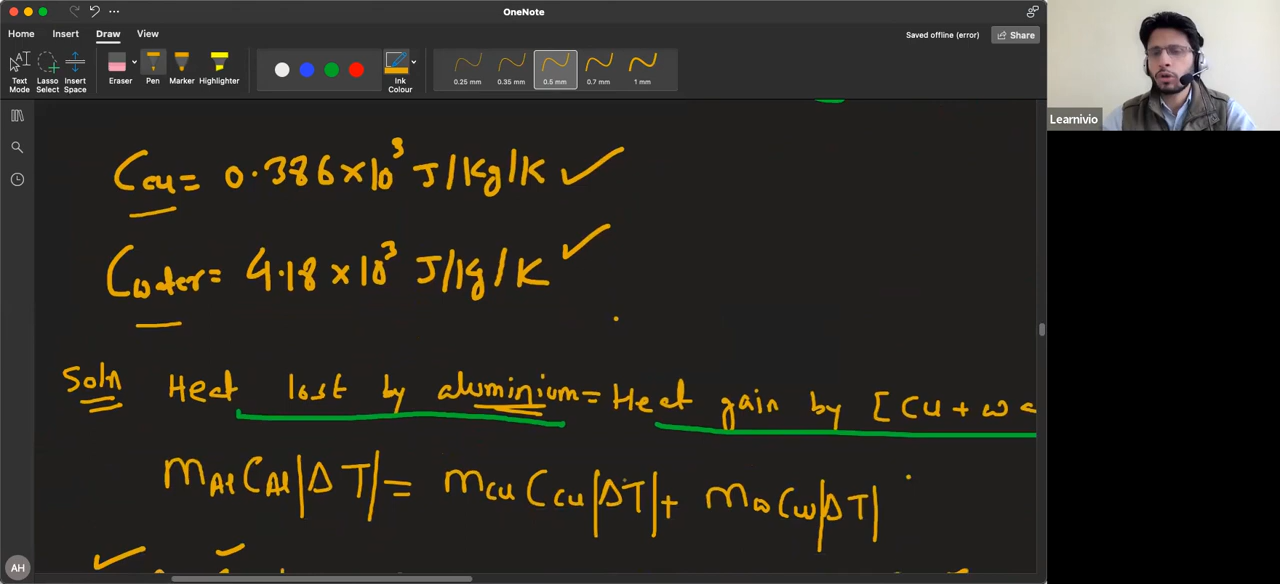 OneNote
Home Insert Draw View
Saved offline (error) Share
Text Mode Lasso Select Insert Space Eraser Pen Marker Highlighter Ink Colour 0.25 mm 0.35 mm 0.5 mm 0.7 mm 1 mm
Learnivio
Ccu = 0.386×10³ J/Kg/K ✓
Cwater = 4.18×10³ J/Kg/K ✓
Soln Heat lost by aluminium = Heat gain by [Cu + wa
mAl CAl|ΔT| = mcu Ccu|ΔT| + mw Cw|ΔT|
AH